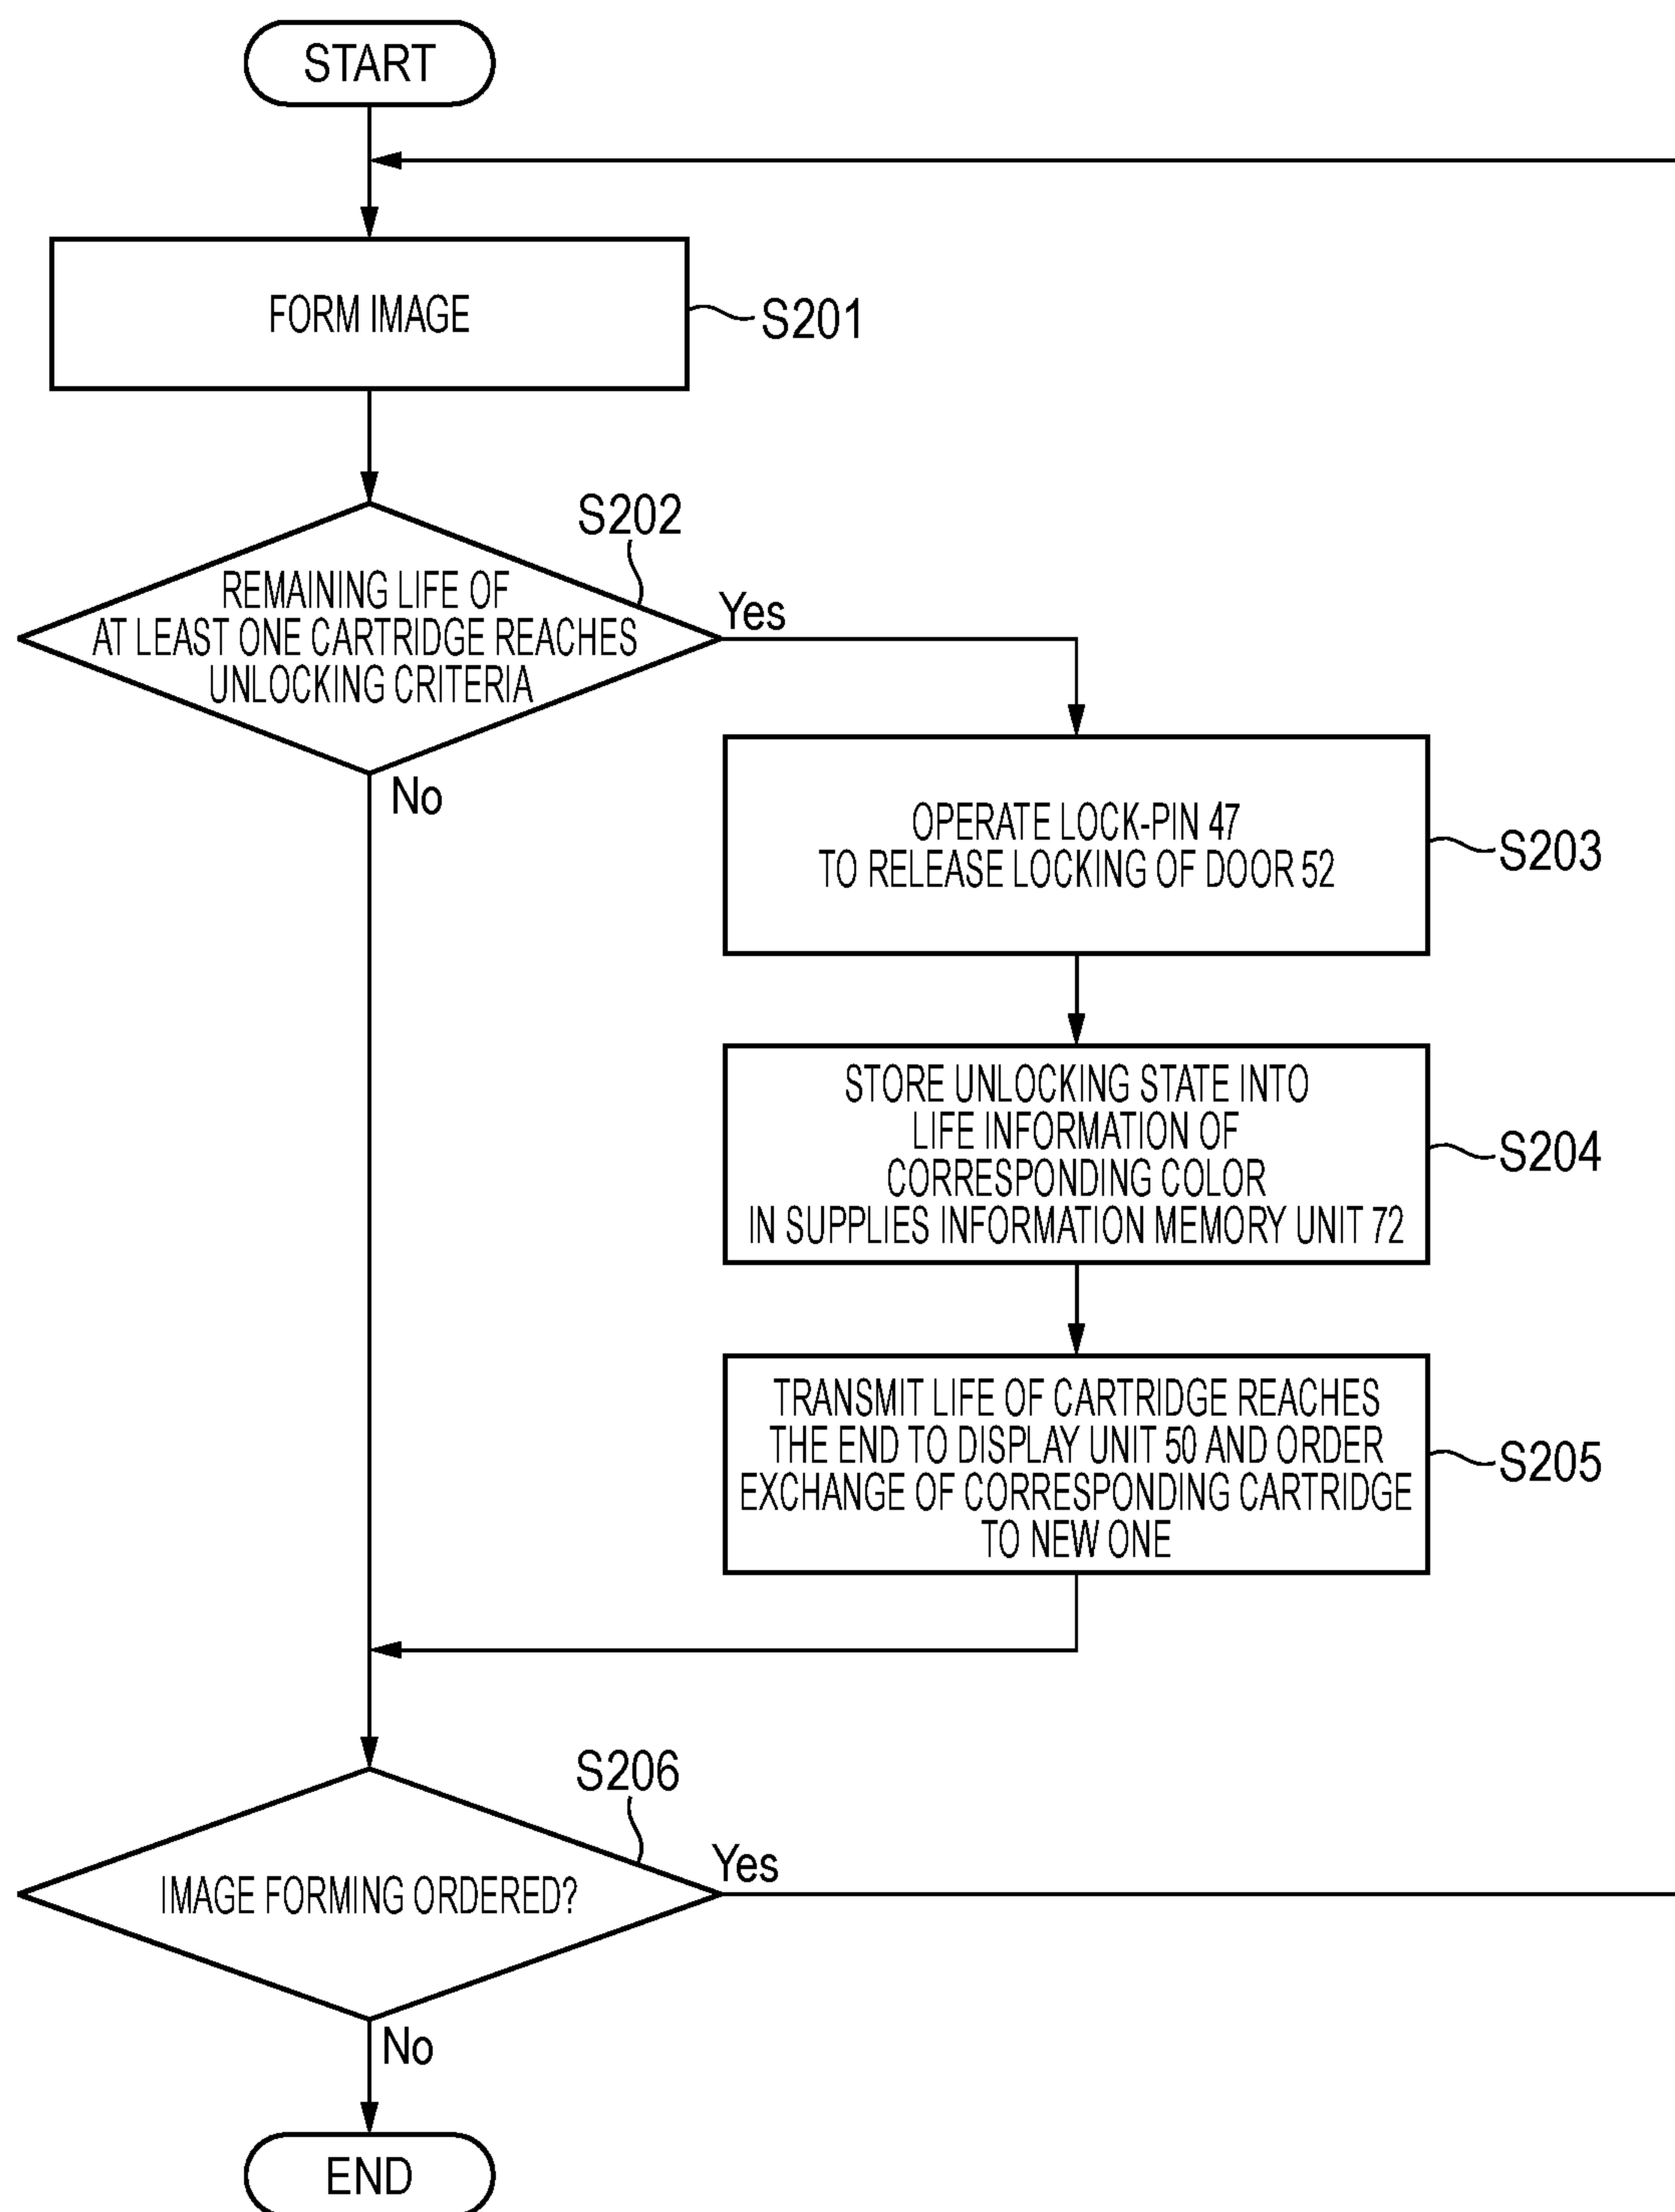 START
FORM IMAGE
S201
S202
REMAINING LIFE OF
AT LEAST ONE CARTRIDGE REACHES
UNLOCKING CRITERIA
Yes
No
OPERATE LOCK-PIN 47
TO RELEASE LOCKING OF DOOR 52
S203
STORE UNLOCKING STATE INTO
LIFE INFORMATION OF
CORRESPONDING COLOR
IN SUPPLIES INFORMATION MEMORY UNIT 72
S204
TRANSMIT LIFE OF CARTRIDGE REACHES
THE END TO DISPLAY UNIT 50 AND ORDER
EXCHANGE OF CORRESPONDING CARTRIDGE
TO NEW ONE
S205
S206
IMAGE FORMING ORDERED?
Yes
No
END